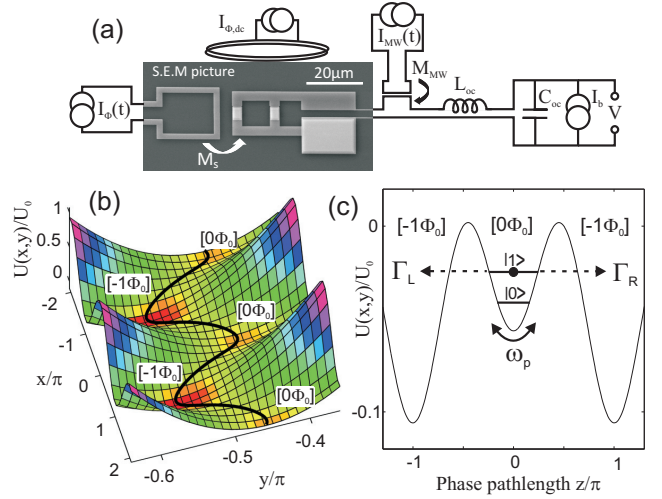 (a)
I_Φ,dc
I_MW(t)
S.E.M picture
20μm
M_MW
L_oc
I_Φ(t)
C_oc
I_b
V
M_s
(b)
U(x,y)/U_0
1
0.5
0
[0Φ_0]
[-1Φ_0]
[0Φ_0]
[-1Φ_0]
[0Φ_0]
-2
-1
0
1
2
x/π
-0.6
-0.5
-0.4
y/π
(c)
[-1Φ_0] [0Φ_0] [-1Φ_0]
0
|1>
Γ_L
Γ_R
|0>
ω_p
U(x,y)/U_0
-0.1
-1 0 1
Phase pathlength z/π